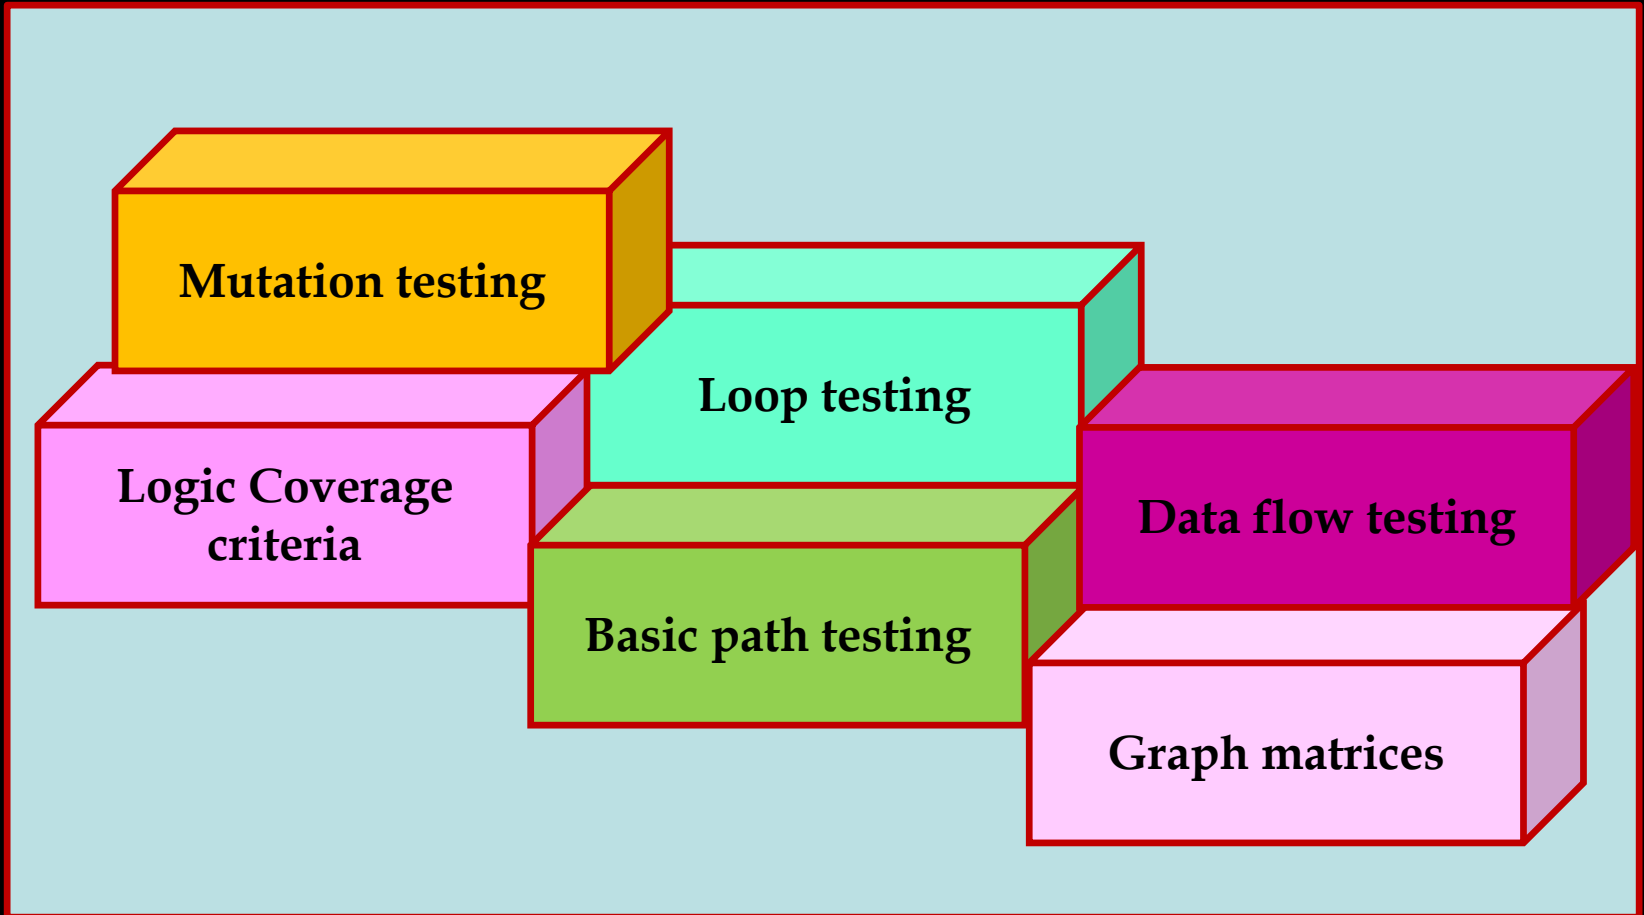 Mutation testing
Loop testing
Logic Coverage
criteria
Data flow testing
Basic path testing
Graph matrices